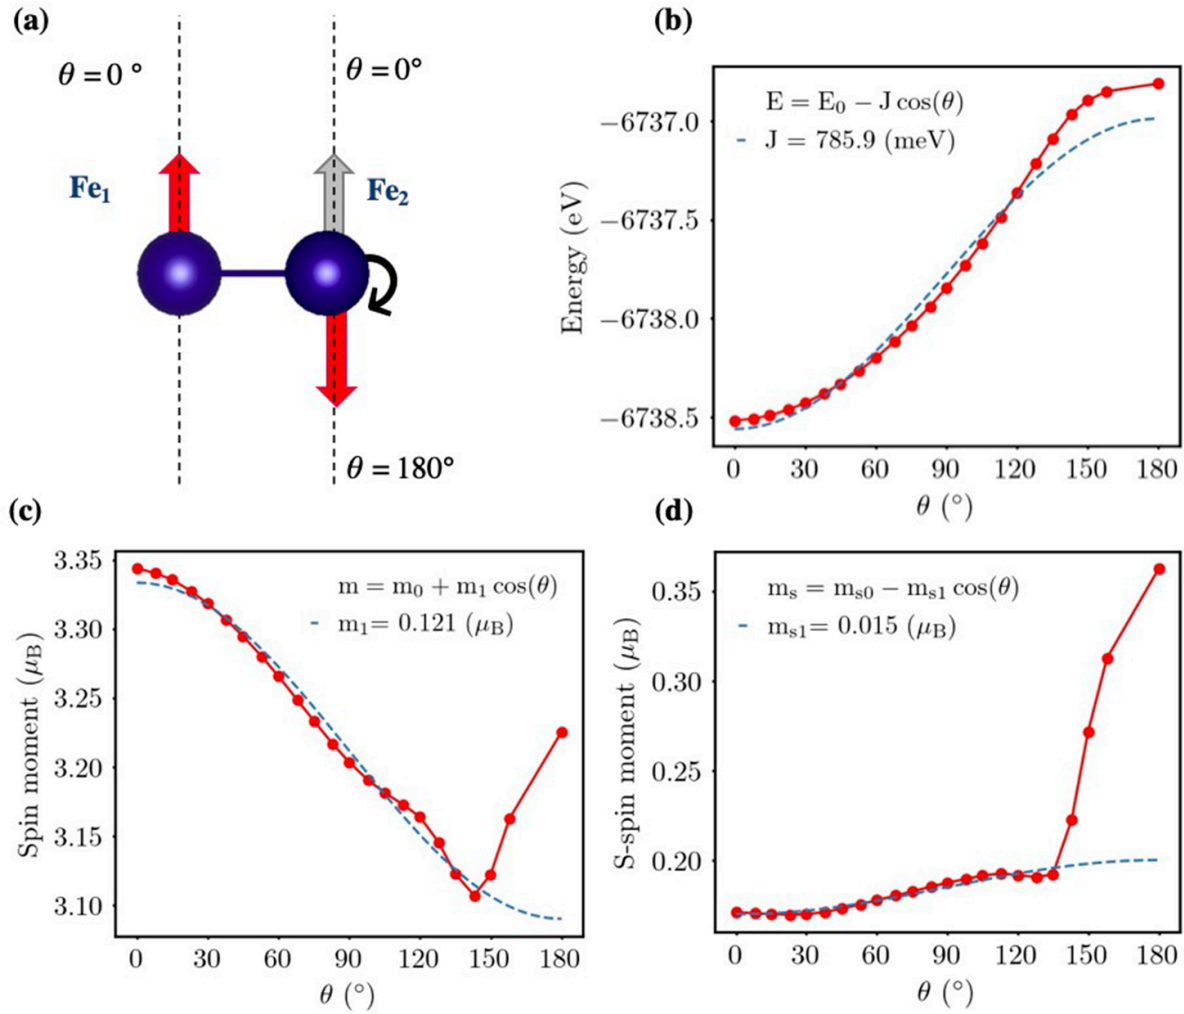 (a)
θ = 0 °
θ = 0°
Fe₁
Fe₂
θ = 180°
(b)
E = E₀ − J cos(θ)
J = 785.9 (meV)
Energy (eV)
−6737.0
−6737.5
−6738.0
−6738.5
0 30 60 90 120 150 180
θ (°)
(c)
m = m₀ + m₁ cos(θ)
m₁= 0.121 (μB)
Spin moment (μB)
3.35
3.30
3.25
3.20
3.15
3.10
0 30 60 90 120 150 180
θ (°)
(d)
mₛ = mₛ₀ − mₛ₁ cos(θ)
mₛ₁= 0.015 (μB)
S-spin moment (μB)
0.35
0.30
0.25
0.20
0 30 60 90 120 150 180
θ (°)